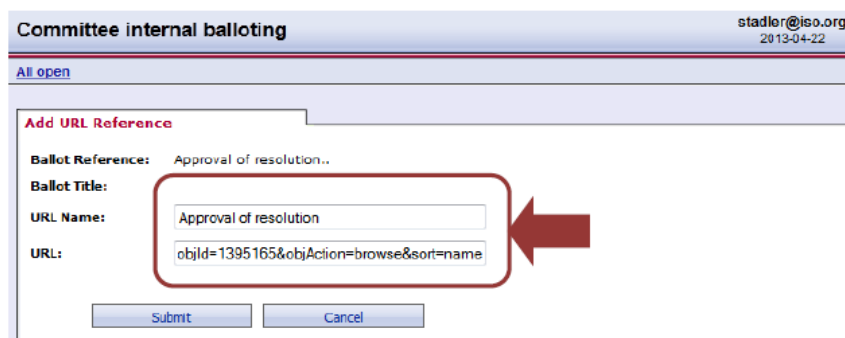 Committee internal balloting
stadler@iso.org
2013-04-22
All open
Add URL Reference
Ballot Reference: Approval of resolution..
Ballot Title:
URL Name: Approval of resolution
URL: objId=1395165&objAction=browse&sort=name
Submit Cancel